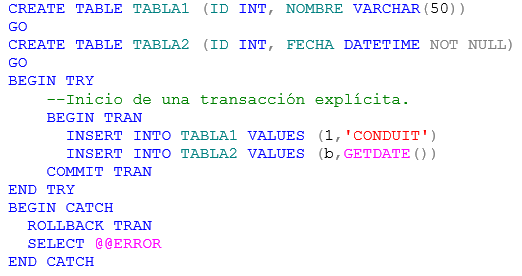 CREATE TABLE TABLA1 (ID INT, NOMBRE VARCHAR(50))
GO
CREATE TABLE TABLA2 (ID INT, FECHA DATETIME NOT NULL)
GO
BEGIN TRY
    --Inicio de una transacción explícita.
    BEGIN TRAN
      INSERT INTO TABLA1 VALUES (1,'CONDUIT')
      INSERT INTO TABLA2 VALUES (b,GETDATE())
    COMMIT TRAN
END TRY
BEGIN CATCH
  ROLLBACK TRAN
  SELECT @@ERROR
END CATCH